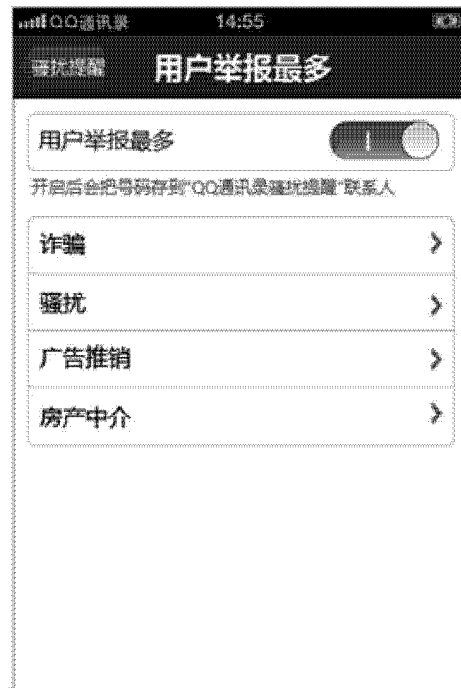 QQ通讯录 14:55
骚扰提醒 用户举报最多
用户举报最多
开启后会把号码存到"QQ通讯录骚扰提醒"联系人
诈骗
骚扰
广告推销
房产中介